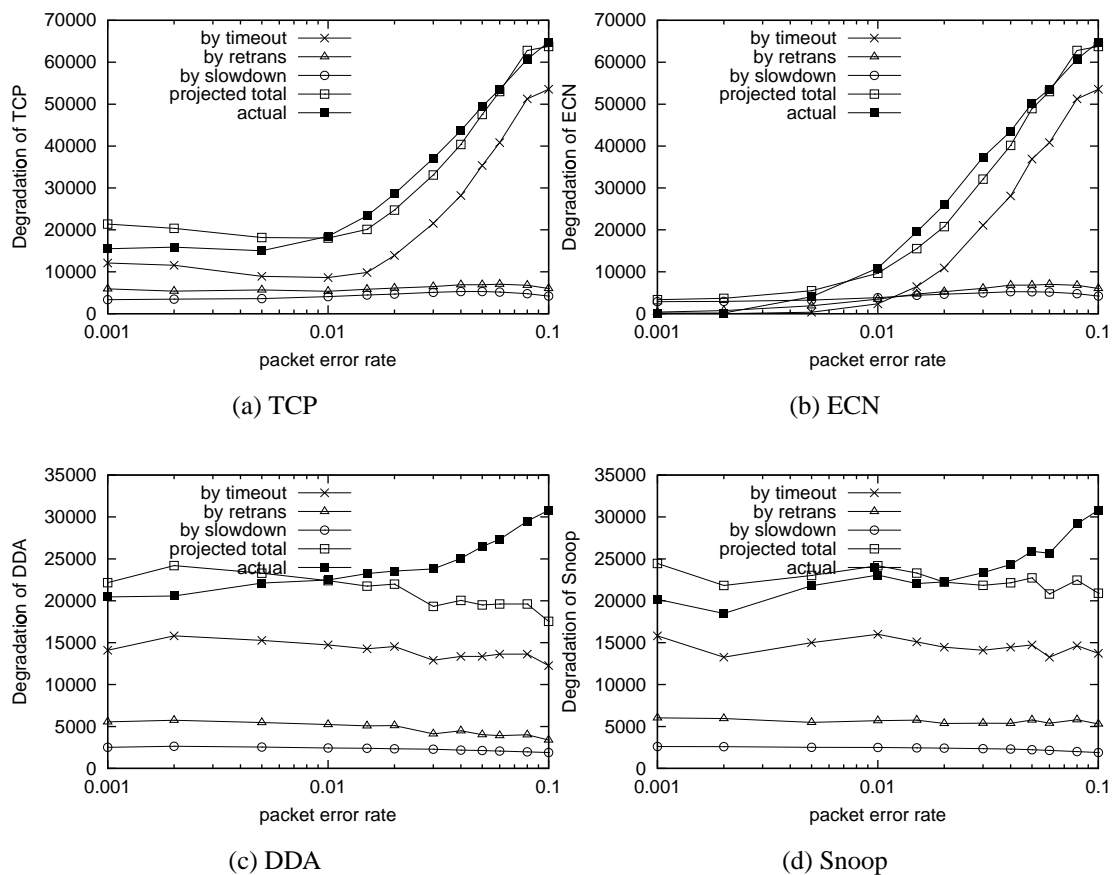 70000
60000
50000
40000
30000
20000
10000
0
Degradation of TCP
by timeout
by retrans
by slowdown
projected total
actual
0.001
0.01
0.1
packet error rate
(a) TCP
70000
60000
50000
40000
30000
20000
10000
0
Degradation of ECN
by timeout
by retrans
by slowdown
projected total
actual
0.001
0.01
0.1
packet error rate
(b) ECN
35000
30000
25000
20000
15000
10000
5000
0
Degradation of DDA
by timeout
by retrans
by slowdown
projected total
actual
0.001
0.01
0.1
packet error rate
(c) DDA
35000
30000
25000
20000
15000
10000
5000
0
Degradation of Snoop
by timeout
by retrans
by slowdown
projected total
actual
0.001
0.01
0.1
packet error rate
(d) Snoop